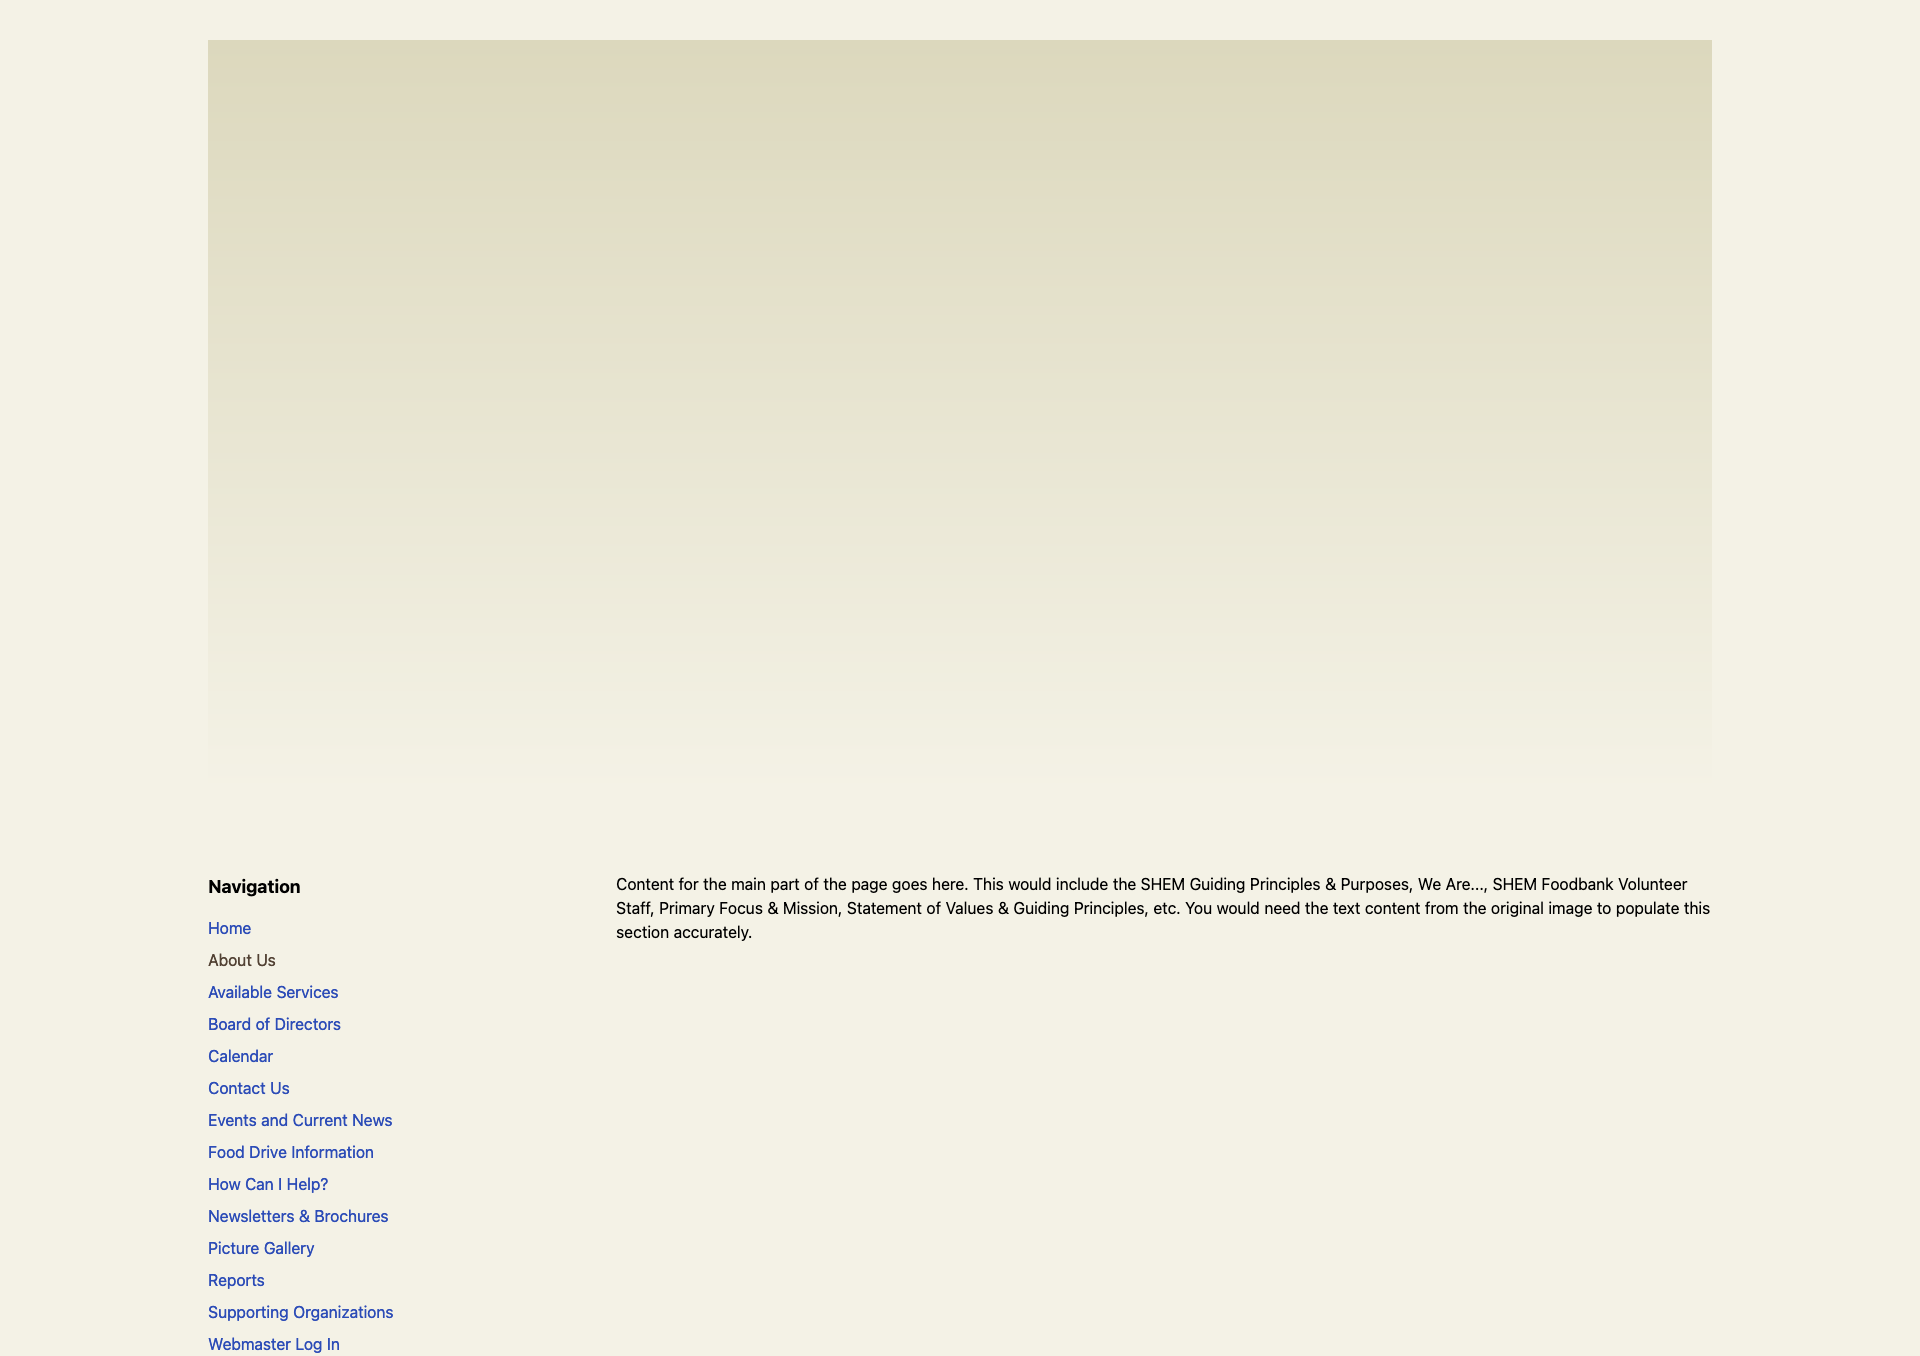 Navigation
Home
About Us
Available Services
Board of Directors
Calendar
Contact Us
Events and Current News
Food Drive Information
How Can I Help?
Newsletters & Brochures
Picture Gallery
Reports
Supporting Organizations
Webmaster Log In
Content for the main part of the page goes here. This would include the SHEM Guiding Principles & Purposes, We Are..., SHEM Foodbank Volunteer
Staff, Primary Focus & Mission, Statement of Values & Guiding Principles, etc. You would need the text content from the original image to populate this
section accurately.